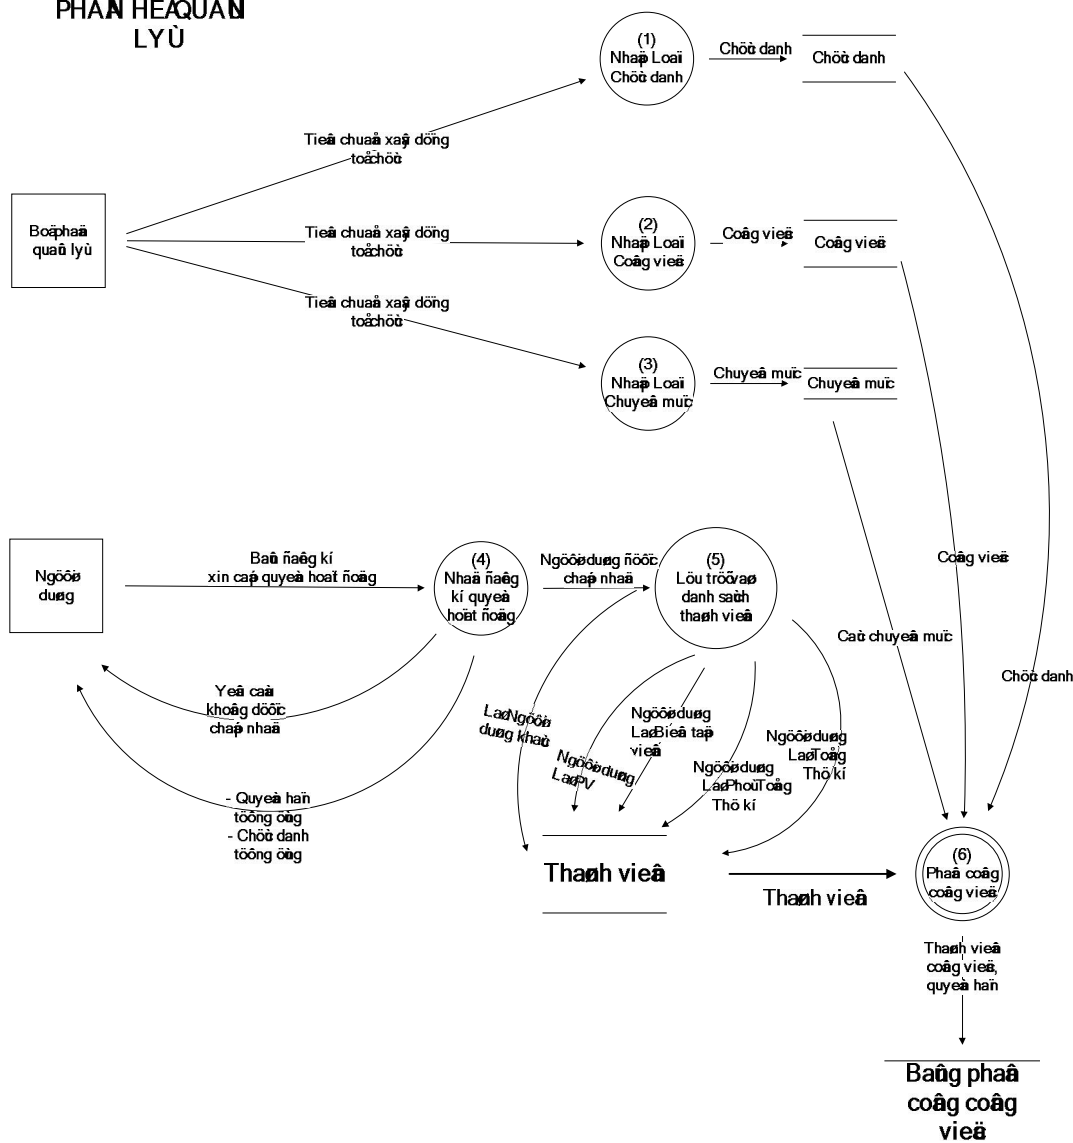 PHAÂN HEÄ QUAÛN
LYÙ
(1)
Nhaäp Loaïi
Chöùc danh
Chöùc danh
Chöùc danh
Tieâu chuaån xaây döïng
toå chöùc
Boä phaän
quaûn lyù
Tieâu chuaån xaây döïng
toå chöùc
(2)
Nhaäp Loaïi
Coâng vieäc
Coâng vieäc
Coâng vieäc
Tieâu chuaån xaây döïng
toå chöùc
(3)
Nhaäp Loaïi
Chuyeân muïc
Chuyeân muïc
Chuyeân muïc
Ngöôøi
duøng
Baûn ñaêng kí
xin caáp quyeàn hoaït ñoäng
(4)
Nhaän ñaêng
kí quyeàn
hoïat ñoäng
Ngöôøi duøng ñöôïc
chaáp nhaän
(5)
Löu tröõ vaøo
danh saùch
thaønh vieân
Coâng vieäc
Caùc chuyeân muïc
Chöùc danh
Yeâu caàu
khoâng döôïc
chaáp nhaän
Laø Ngöôøi
duøng khaùc
Ngöôøi duøng
Laø PV
Ngöôøi duøng
Laø Bieân taäp
vieân
Ngöôøi duøng
Laø Phoù Toång
Thö kí
Ngöôøi duøng
Laø Toång
Thö kí
- Quyeàn haïn
töông öùng
- Chöùc danh
töông öùng
Thaønh vieân
Thaønh vieân
(6)
Phaân coâng
coâng vieäc
Thaønh vieân
coâng vieäc,
quyeàn haïn
Baûng phaân
coâng coâng
vieäc